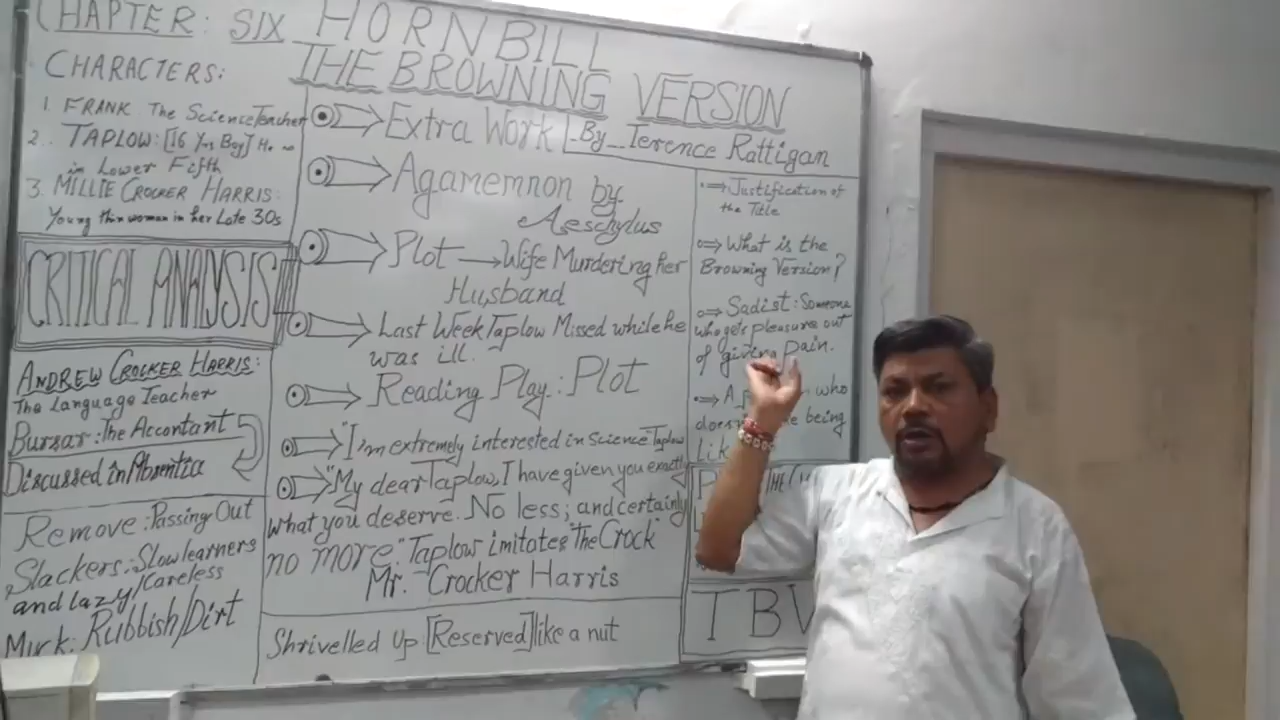 CHAPTER: SIX HORNBILL
THE BROWNING VERSION
By Terence Rattigan
CHARACTERS:
1. FRANK The Science Teacher
2. TAPLOW: [16 Yrs Boy] He
in Lower Fifth
3. MILLIE CROCKER HARRIS:
Young thin woman in her Late 30s
CRITICAL ANALYSIS
ANDREW CROCKER HARRIS:
The Language Teacher
Bursar: The Accontant
Discussed in Absentia
Remove: Passing Out
Slackers: Slow learners
and lazy/Careless
Muck: Rubbish/Dirt
Extra Work
Agamemnon by
Aeschylus
Plot → Wife Murdering her
Husband
Last Week Taplow Missed while he
was ill.
Reading Play: Plot
"I'm extremely interested in Science Taplow
"My dear Taplow, I have given you exactly
what you deserve. No less; and certainly
no more." Taplow imitates "The Crock"
Mr. Crocker Harris
Shrivelled Up [Reserved] like a nut
Justification of
the Title
What is the
Browning Version?
Sadist: Someone
who gets pleasure out
of giving Pain.
A who
being
Lik
THE
TBV